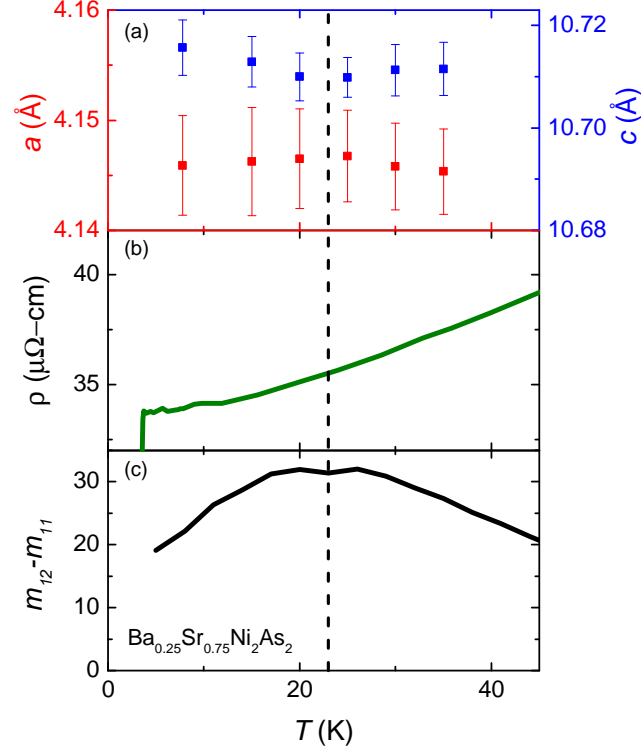 (a)
4.16
4.15
4.14
a (Å)
10.72
10.70
10.68
c (Å)
(b)
40
35
ρ (μΩ−cm)
(c)
30
20
10
0
m₁₂-m₁₁
Ba₀.₂₅Sr₀.₇₅Ni₂As₂
0 20 40
T (K)